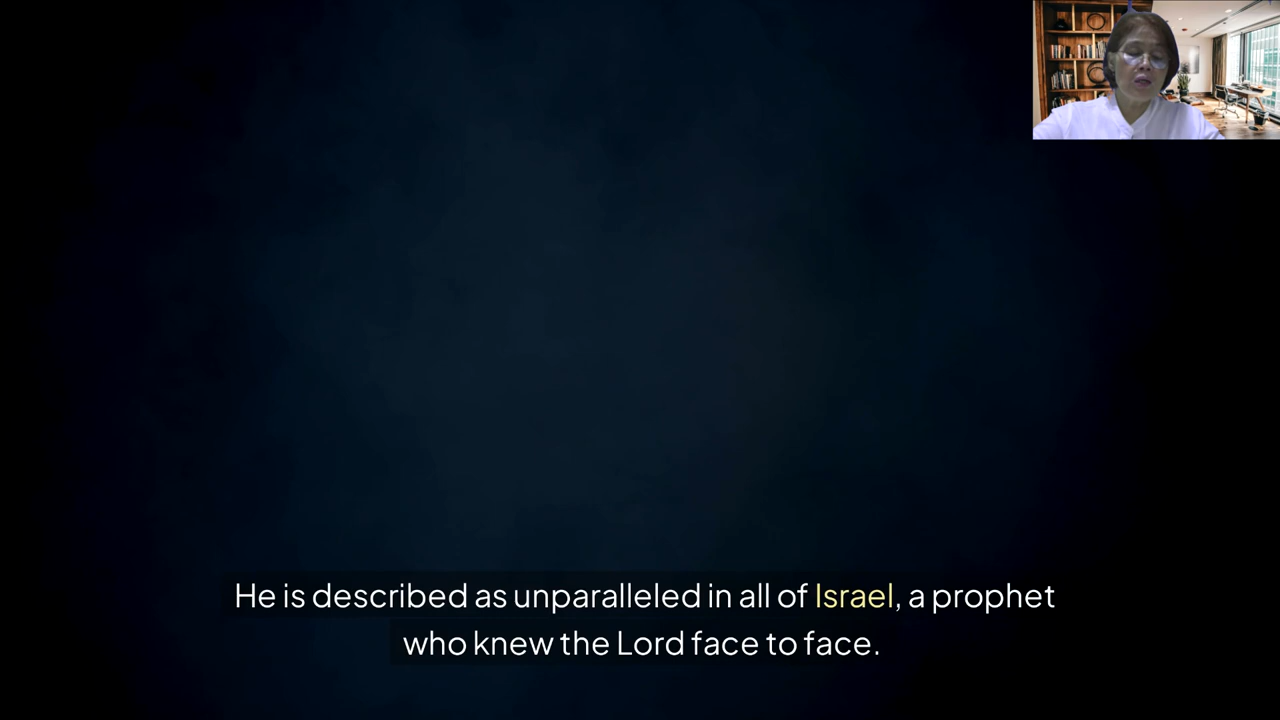 He is described as unparalleled in all of Israel, a prophet
who knew the Lord face to face.